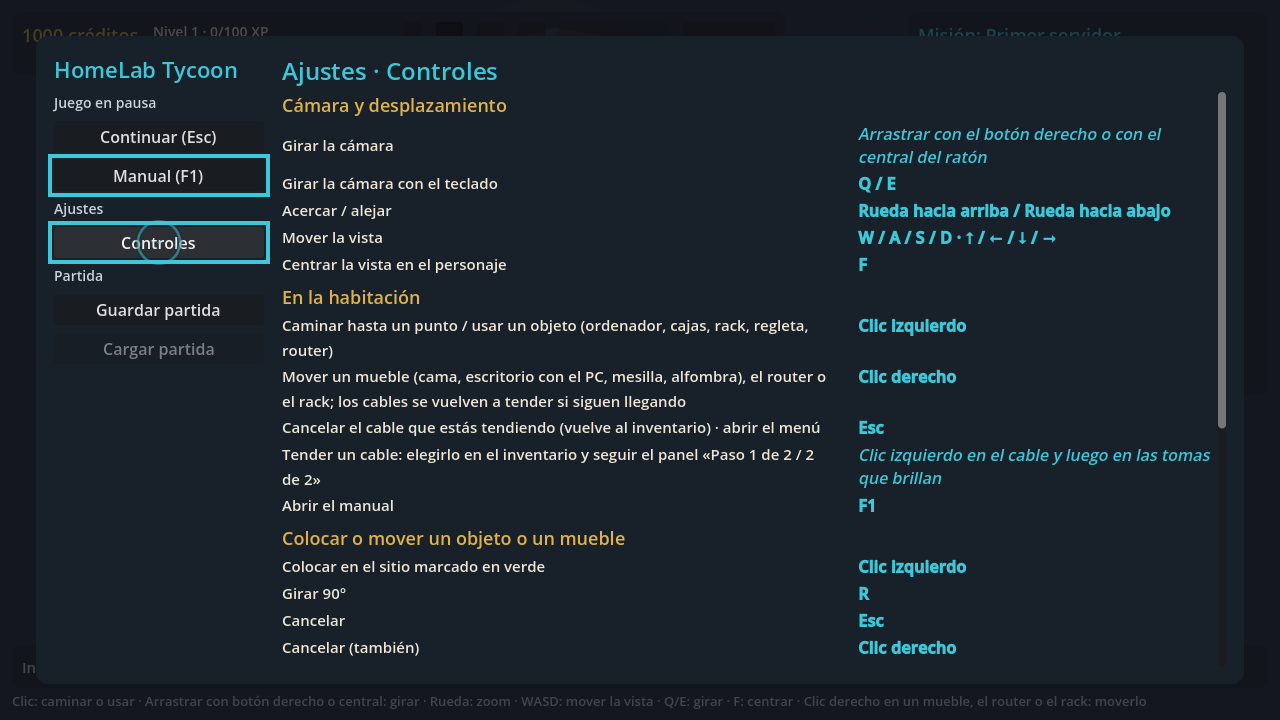 1000 créditos
Nivel 1 · 0/100 XP
Misión: Primer servidor
HomeLab Tycoon
Juego en pausa
Continuar (Esc)
Manual (F1)
Ajustes
Controles
Partida
Guardar partida
Cargar partida
Ajustes · Controles
Cámara y desplazamiento
Girar la cámara
Arrastrar con el botón derecho o con el
central del ratón
Girar la cámara con el teclado
Q / E
Acercar / alejar
Rueda hacia arriba / Rueda hacia abajo
Mover la vista
W / A / S / D · ↑ / ← / ↓ / →
Centrar la vista en el personaje
F
En la habitación
Caminar hasta un punto / usar un objeto (ordenador, cajas, rack, regleta,
router)
Clic izquierdo
Mover un mueble (cama, escritorio con el PC, mesilla, alfombra), el router o
el rack; los cables se vuelven a tender si siguen llegando
Clic derecho
Cancelar el cable que estás tendiendo (vuelve al inventario) · abrir el menú
Esc
Tender un cable: elegirlo en el inventario y seguir el panel «Paso 1 de 2 / 2
de 2»
Clic izquierdo en el cable y luego en las tomas
que brillan
Abrir el manual
F1
Colocar o mover un objeto o un mueble
Colocar en el sitio marcado en verde
Clic izquierdo
Girar 90°
R
Cancelar
Esc
Cancelar (también)
Clic derecho
Clic: caminar o usar · Arrastrar con botón derecho o central: girar · Rueda: zoom · WASD: mover la vista · Q/E: girar · F: centrar · Clic derecho en un mueble, el router o el rack: moverlo